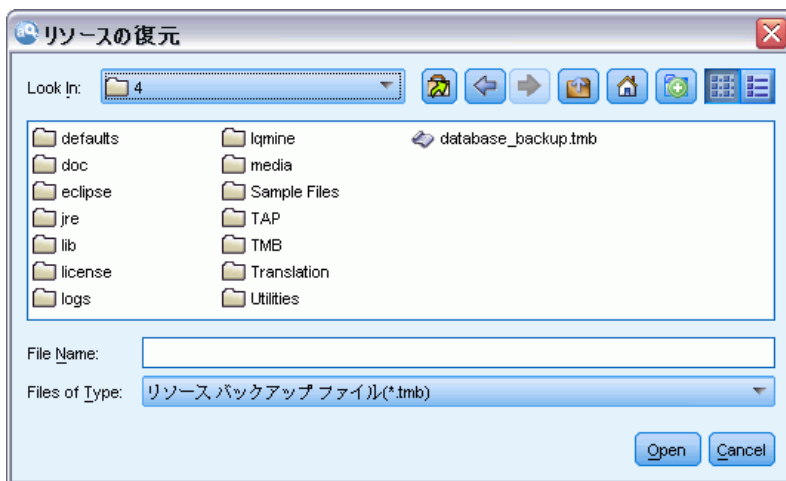 リソースの復元
Look In: 4
defaults lqmine database_backup.tmb
doc media
eclipse Sample Files
jre TAP
lib TMB
license Translation
logs Utilities
File Name:
Files of Type: リソース バックアップ ファイル(*.tmb)
Open Cancel